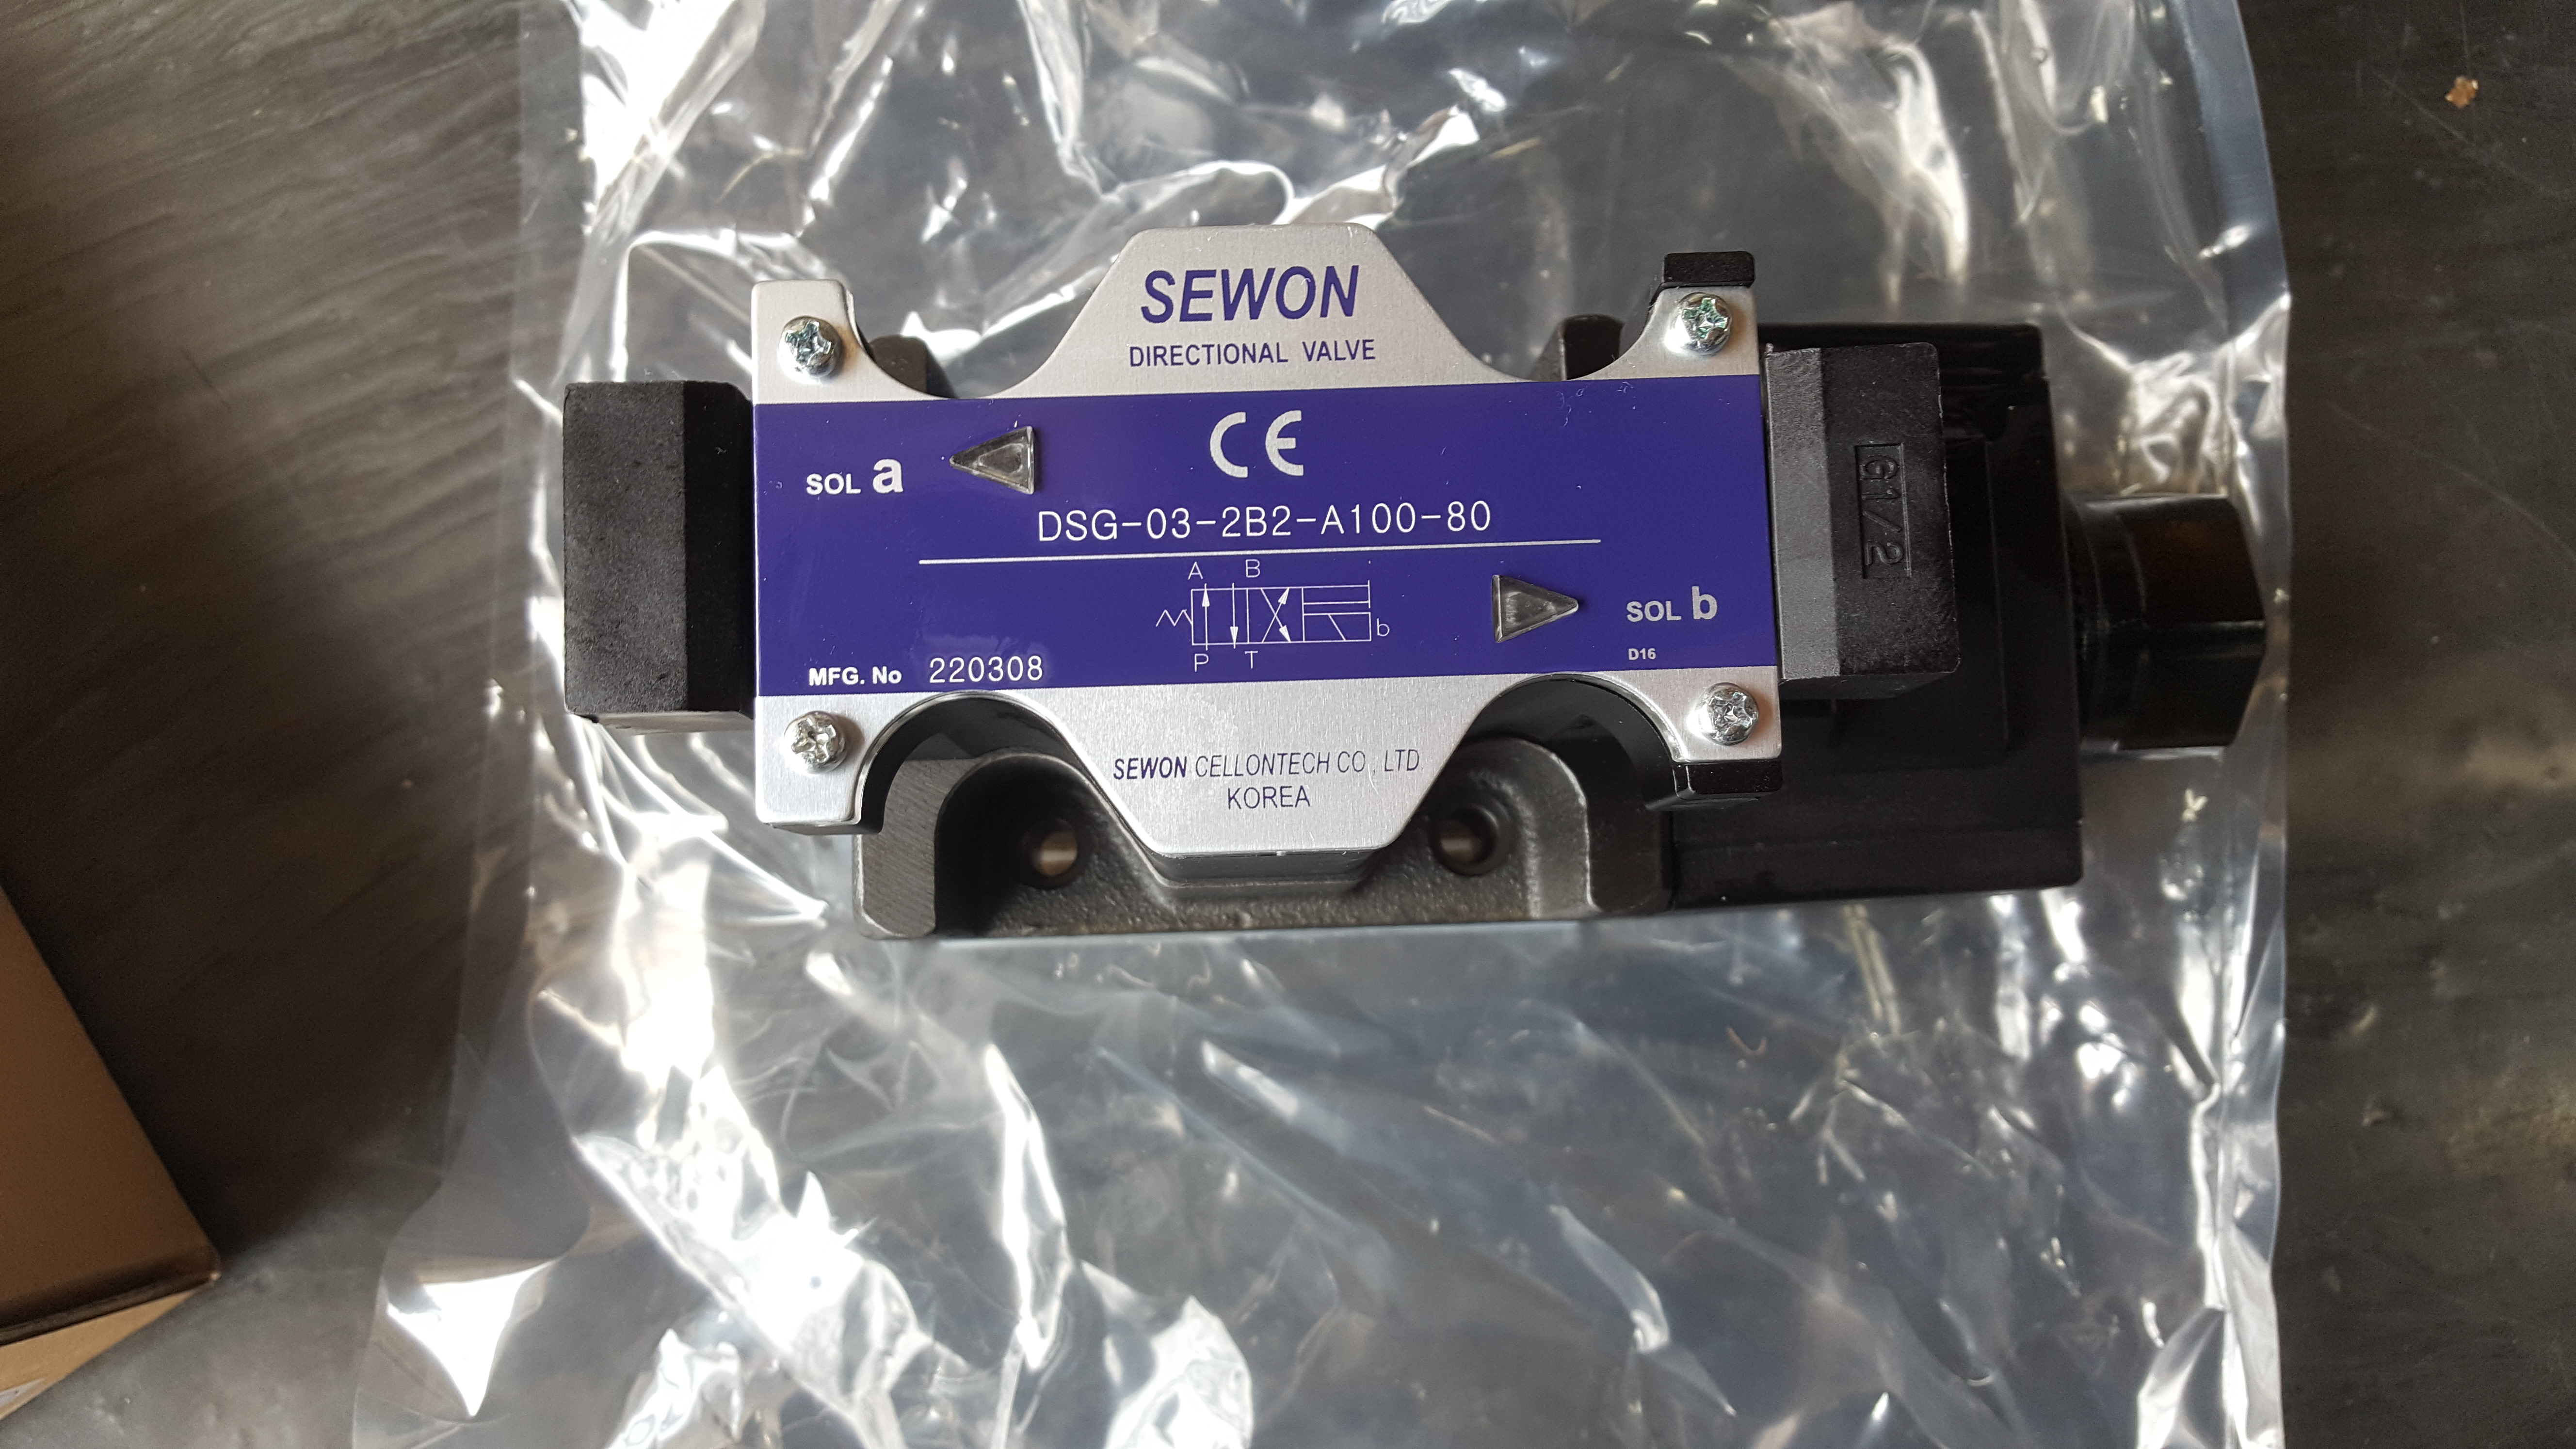 SEWON
DIRECTIONAL VALVE
CE
SOL a
DSG-03-2B2-A100-80
A B
b
P T
SOL b
D16
MFG. No 220308
G1/2
SEWON CELLONTECH CO., LTD
KOREA